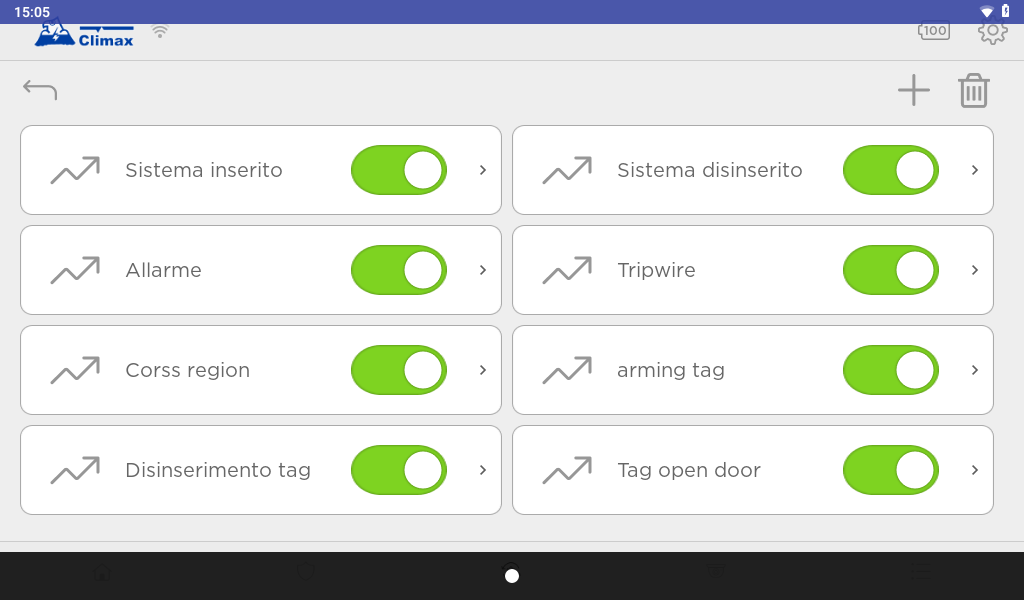 15:05
Climax
100
Sistema inserito
Sistema disinserito
Allarme
Tripwire
Corss region
arming tag
Disinserimento tag
Tag open door